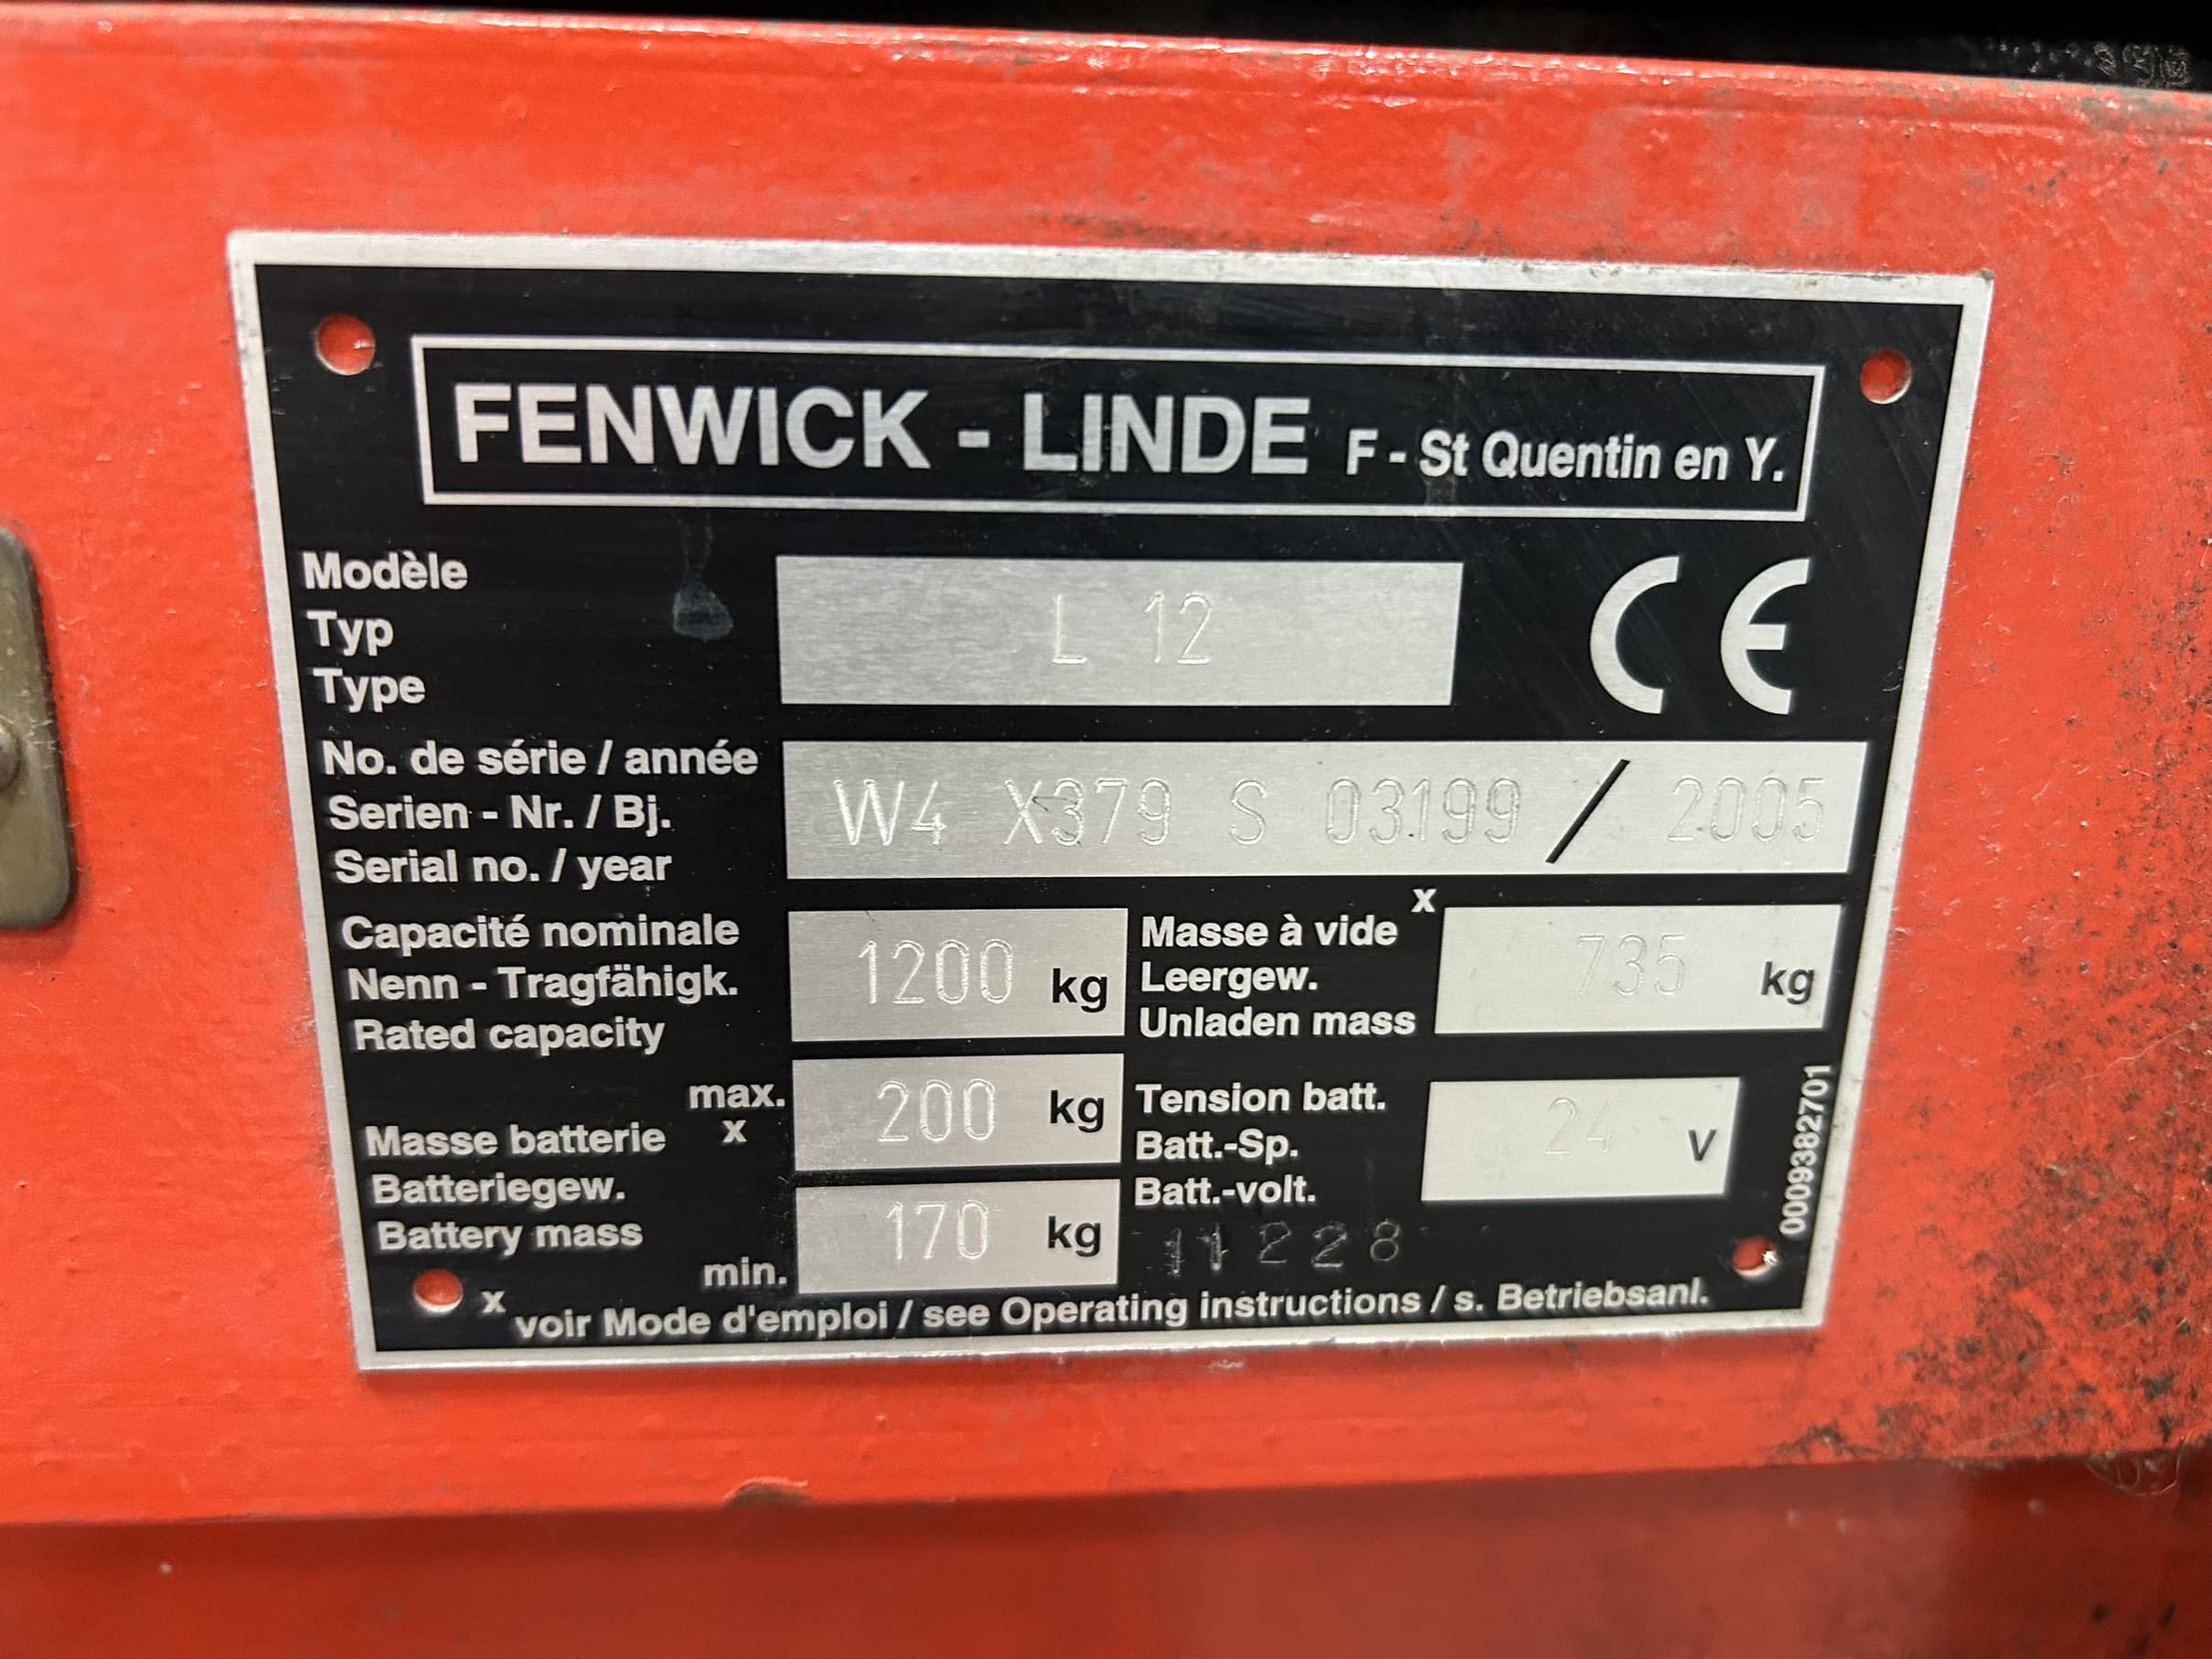 FENWICK - LINDE F - St Quentin en Y.
Modèle
Typ
Type
L 12
CE
No. de série / année
Serien - Nr. / Bj.
Serial no. / year
W4 X379 S 03199 / 2005
Capacité nominale
Nenn - Tragfähigk.
Rated capacity
1200 kg
Masse à vide x
Leergew.
Unladen mass
735 kg
max.
Masse batterie x
Batteriegew.
Battery mass
min.
200 kg
170 kg
Tension batt.
Batt.-Sp.
Batt.-volt.
24 V
11228
0009382701
x voir Mode d'emploi / see Operating instructions / s. Betriebsanl.